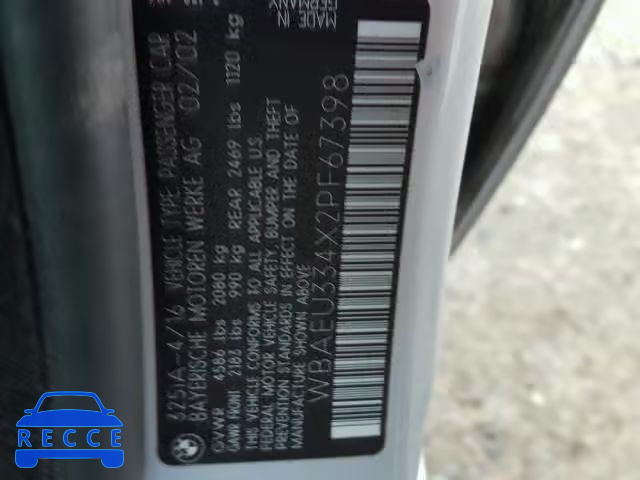 325iA-4/16 VEHICLE TYPE: PASSENGER CAR
BAYERISCHE MOTOREN WERKE AG 02/02
GVWR 4586 lbs 2080 kg
GAWR FRONT 2183 lbs 990 kg REAR 2469 lbs 1120 kg
THIS VEHICLE CONFORMS TO ALL APPLICABLE U.S.
FEDERAL MOTOR VEHICLE SAFETY, BUMPER AND THEFT
PREVENTION STANDARDS IN EFFECT ON THE DATE OF
MANUFACTURE SHOWN ABOVE
MADE IN
GERMANY
WBAEU334X2PF67398
BMW
RECCE